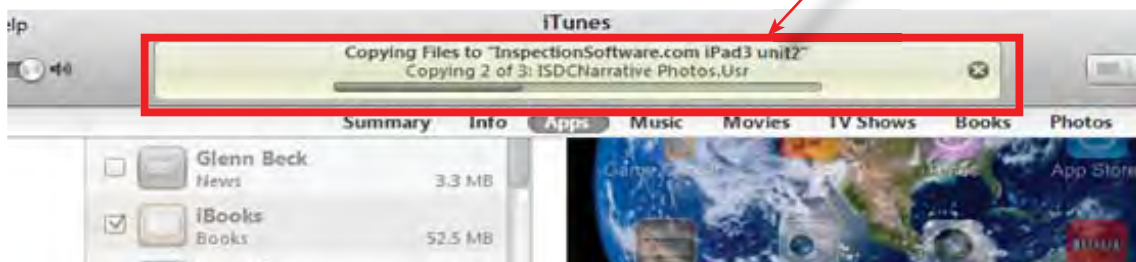 elp
iTunes
Copying Files to "InspectionSoftware.com iPad3 unit2"
Copying 2 of 3: ISDCNarrative Photos.Usr
Summary Info Apps Music Movies TV Shows Books Photos
Glenn Beck
News 3.3 MB
App Store
iBooks
Books 52.5 MB